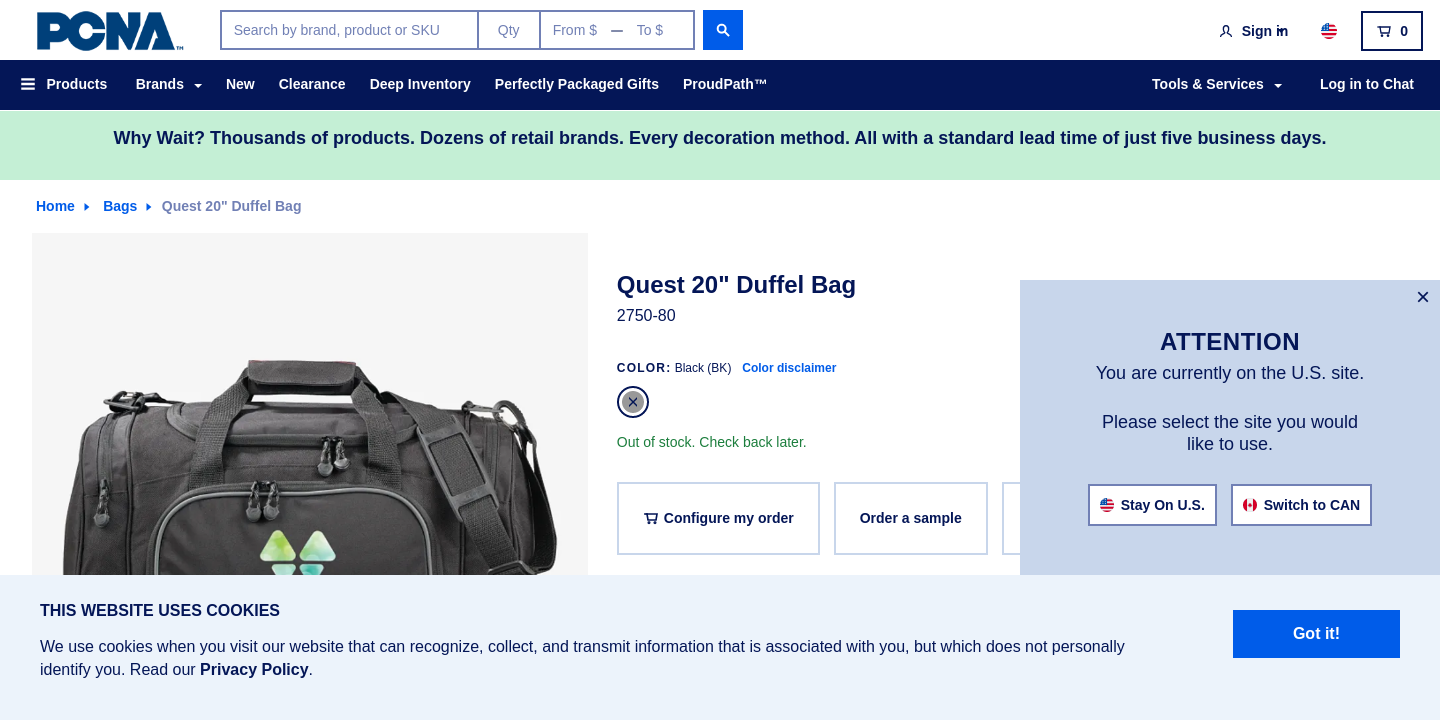 PCNA™
Search by brand, product or SKU
Qty
From $ — To $
Sign in
0
Products
Brands
New
Clearance
Deep Inventory
Perfectly Packaged Gifts
ProudPath™
Tools & Services
Log in to Chat
Why Wait? Thousands of products. Dozens of retail brands. Every decoration method. All with a standard lead time of just five business days.
Home
Bags
Quest 20" Duffel Bag
Quest 20" Duffel Bag
2750-80
COLOR: Black (BK) Color disclaimer
Out of stock. Check back later.
Configure my order
Order a sample
×
ATTENTION
You are currently on the U.S. site.
Please select the site you would
like to use.
Stay On U.S.
Switch to CAN
THIS WEBSITE USES COOKIES
We use cookies when you visit our website that can recognize, collect, and transmit information that is associated with you, but which does not personally
identify you. Read our Privacy Policy.
Got it!